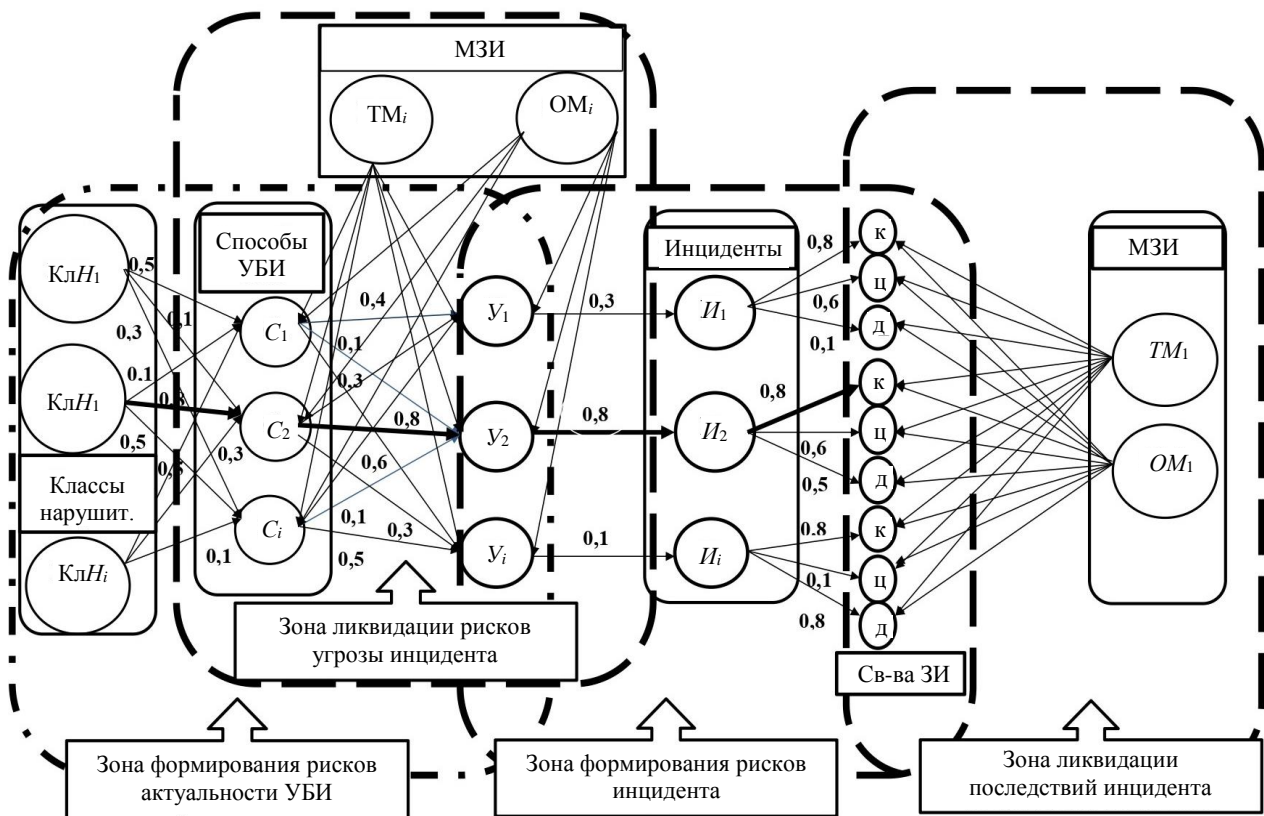 МЗИ
ТМi
ОМi
КлН1
КлН1
Классы
нарушит.
КлНi
Способы
УБИ
С1
С2
Сi
0,5
0,1
0,3
0,1
0,8
0,5
0,3
0,1
0,4
0,1
0,3
0,8
0,6
0,1
0,3
0,5
У1
У2
Уi
0,3
0,8
0,1
Инциденты
И1
И2
Иi
0,8
0,6
0,1
0,8
0,6
0,5
0,8
0,1
0,8
к
ц
д
к
ц
д
к
ц
д
Св-ва ЗИ
МЗИ
ТМ1
ОМ1
Зона ликвидации рисков
угрозы инцидента
Зона формирования рисков
актуальности УБИ
Зона формирования рисков
инцидента
Зона ликвидации
последствий инцидента